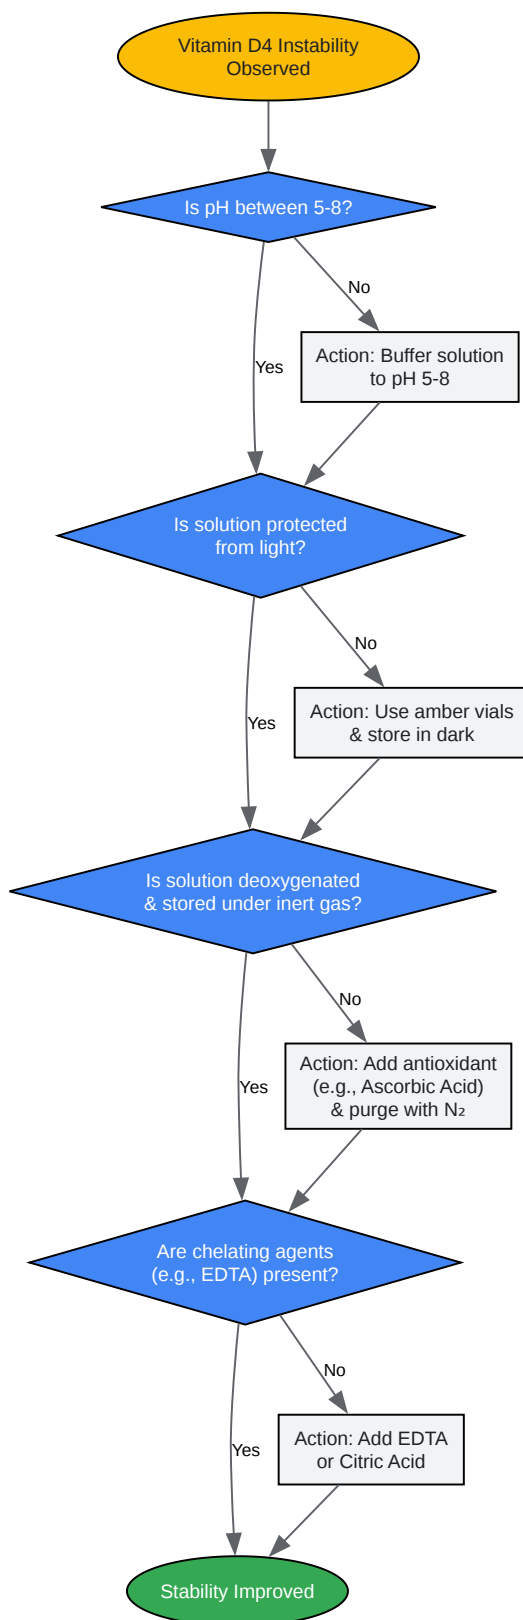 Vitamin D4 Instability
Observed
Is pH between 5-8?
No
Action: Buffer solution
to pH 5-8
Yes
Is solution protected
from light?
No
Action: Use amber vials
& store in dark
Yes
Is solution deoxygenated
& stored under inert gas?
No
Action: Add antioxidant
(e.g., Ascorbic Acid)
& purge with N₂
Yes
Are chelating agents
(e.g., EDTA) present?
No
Action: Add EDTA
or Citric Acid
Yes
Stability Improved